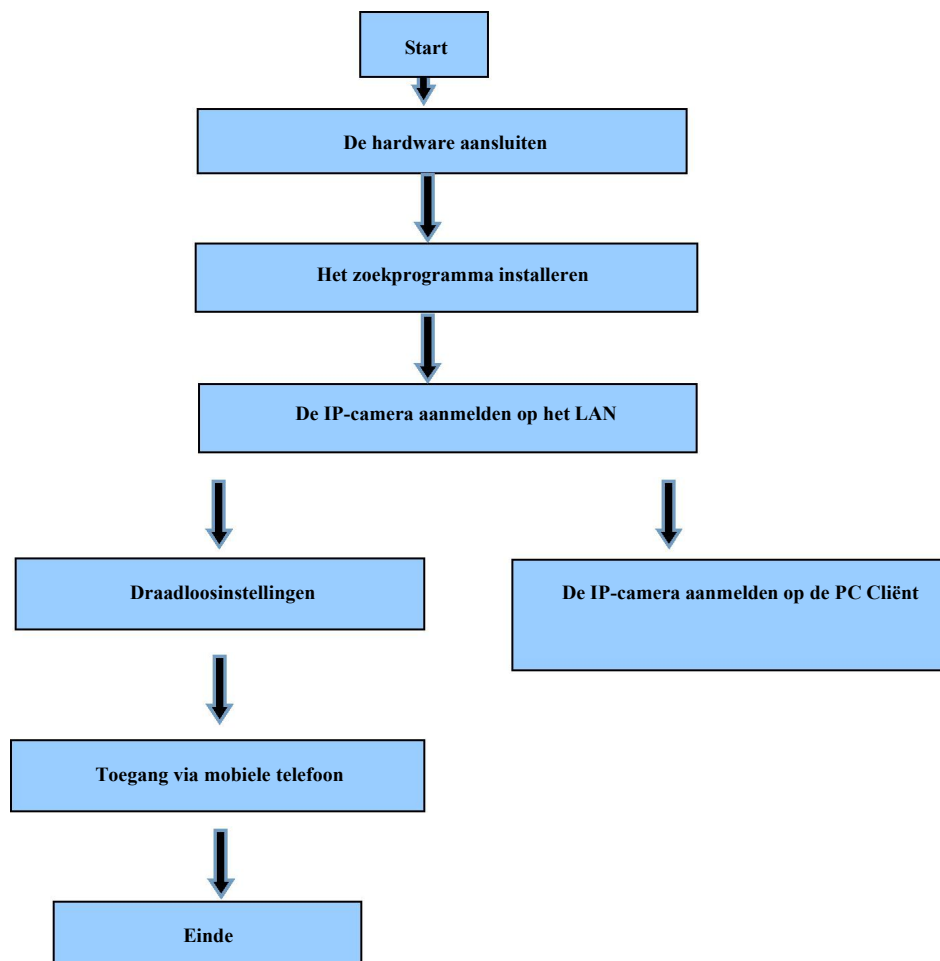 Start
De hardware aansluiten
Het zoekprogramma installeren
De IP-camera aanmelden op het LAN
Draadloosinstellingen
De IP-camera aanmelden op de PC Cliënt
Toegang via mobiele telefoon
Einde